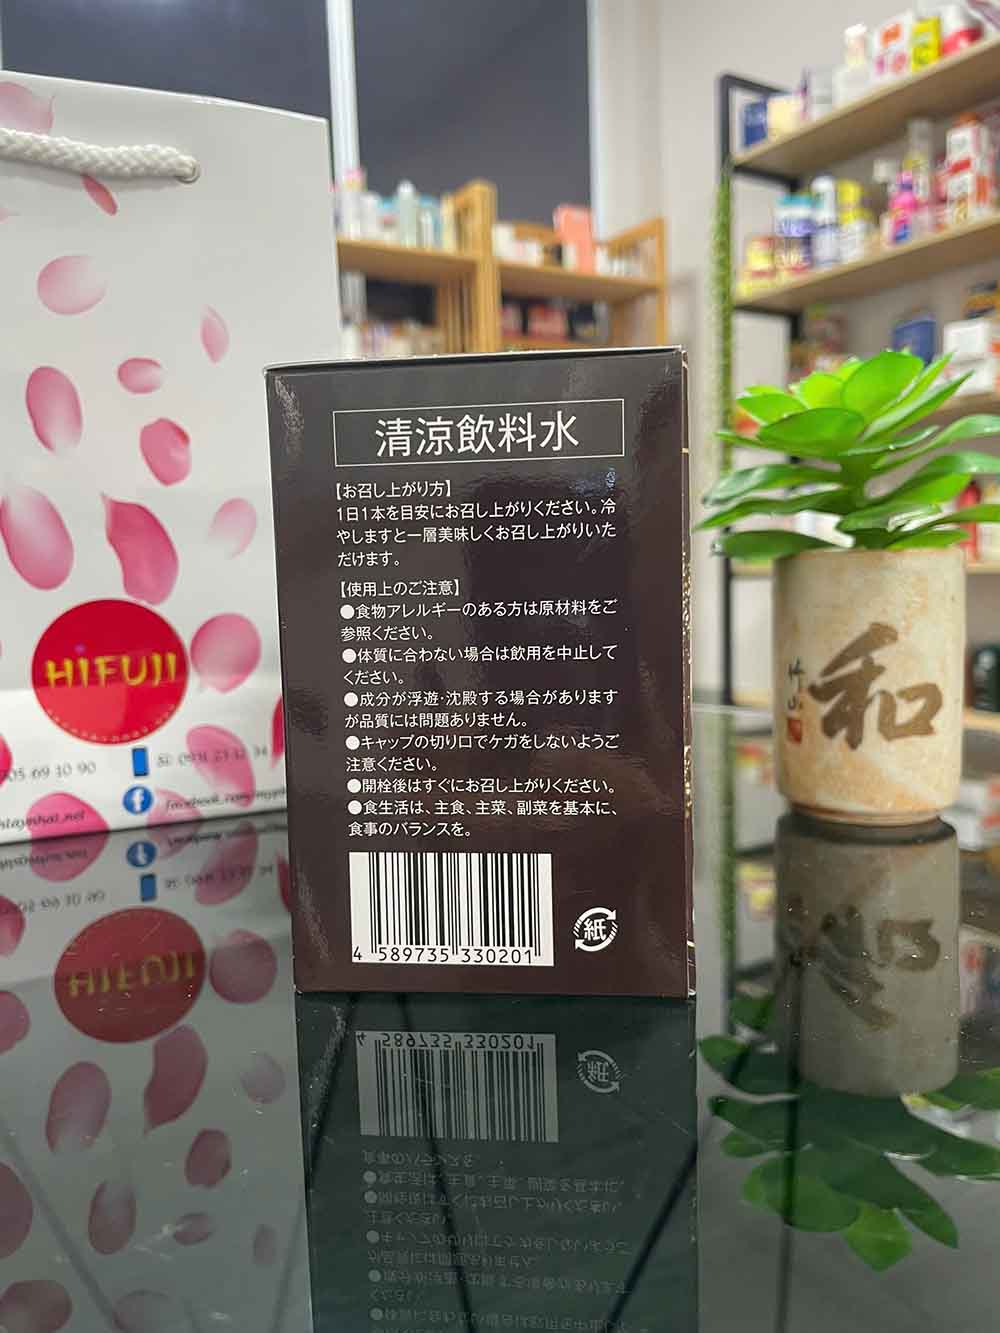 清涼飲料水
【お召し上がり方】
1日1本を目安にお召し上がりください。冷
やしますと一層美味しくお召し上がりいた
だけます。
【使用上のご注意】
●食物アレルギーのある方は原材料をご
参照ください。
●体質に合わない場合は飲用を中止して
ください。
●成分が浮遊・沈殿する場合があります
が品質には問題ありません。
●キャップの切り口でケガをしないようご
注意ください。
●開栓後はすぐにお召し上がりください。
●食生活は、主食、主菜、副菜を基本に、
食事のバランスを。
4 589735 330201
紙
HIFUJI
05 69 10 90
和
竹山